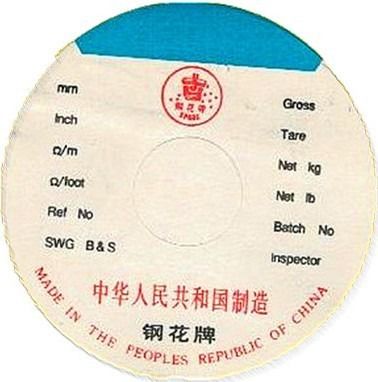 钢花牌
SPARK
mm
Inch
Ω/m
Ω/foot
Ref No
SWG B&S
Gross
Tare
Net kg
Net lb
Batch No
Inspector
中华人民共和国制造
钢花牌
MADE IN THE PEOPLES REPUBLIC OF CHINA